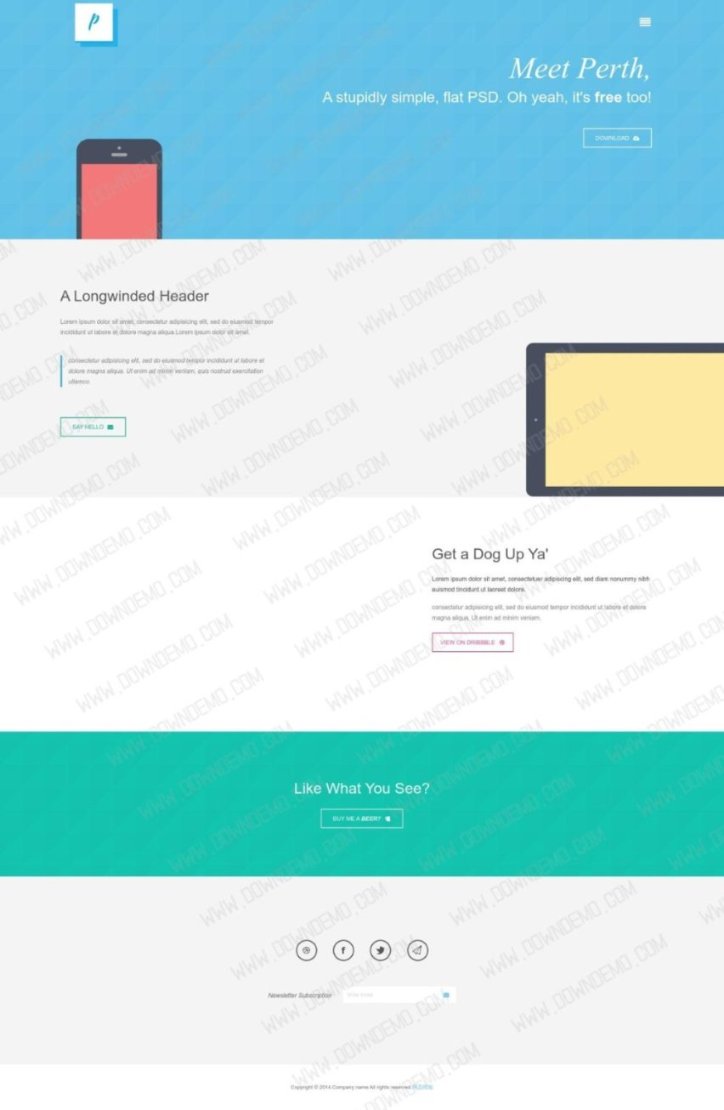 p
Meet Perth,
A stupidly simple, flat PSD. Oh yeah, it's free too!
DOWNLOAD
A Longwinded Header
Lorem ipsum dolor sit amet, consectetur adipisicing elit, sed do eiusmod tempor
incididunt ut labore et dolore magna aliqua.Lorem ipsum dolor sit amet.
consectetur adipisicing elit, sed do eiusmod tempor incididunt ut labore et
dolore magna aliqua. Ut enim ad minim veniam, quis nostrud exercitation
ullamco.
SAY HELLO
Get a Dog Up Ya'
Lorem ipsum dolor sit amet, consectetuer adipiscing elit, sed diam nonummy nibh
euismod tincidunt ut laoreet dolore.
consectetur adipisicing elit, sed do eiusmod tempor incididunt ut labore et dolore
magna aliqua. Ut enim ad minim veniam.
VIEW ON DRIBBBLE
Like What You See?
BUY ME A BEER?
Newsletter Subscription
Copyright © 2014.Company name All rights reserved.
WWW.DOWNDEMO.COM